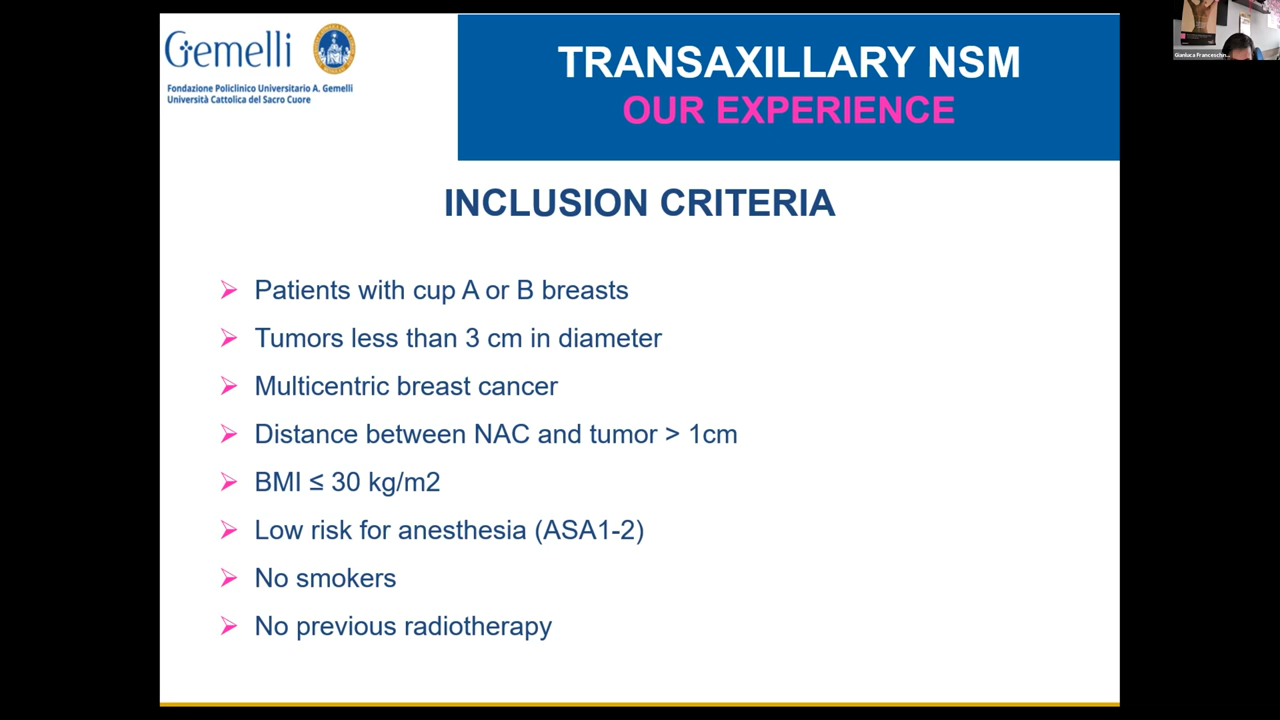 Gemelli
Fondazione Policlinico Universitario A. Gemelli
Università Cattolica del Sacro Cuore
TRANSAXILLARY NSM
OUR EXPERIENCE
INCLUSION CRITERIA
Patients with cup A or B breasts
Tumors less than 3 cm in diameter
Multicentric breast cancer
Distance between NAC and tumor > 1cm
BMI ≤ 30 kg/m2
Low risk for anesthesia (ASA1-2)
No smokers
No previous radiotherapy
Gianluca Franceschin...